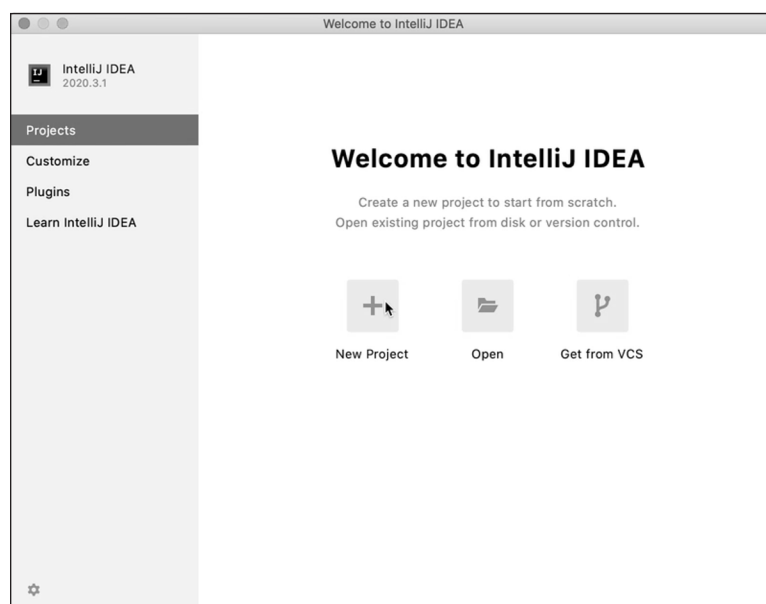 Welcome to IntelliJ IDEA
IJ
IntelliJ IDEA
2020.3.1
Projects
Customize
Plugins
Learn IntelliJ IDEA
Welcome to IntelliJ IDEA
Create a new project to start from scratch.
Open existing project from disk or version control.
New Project
Open
Get from VCS